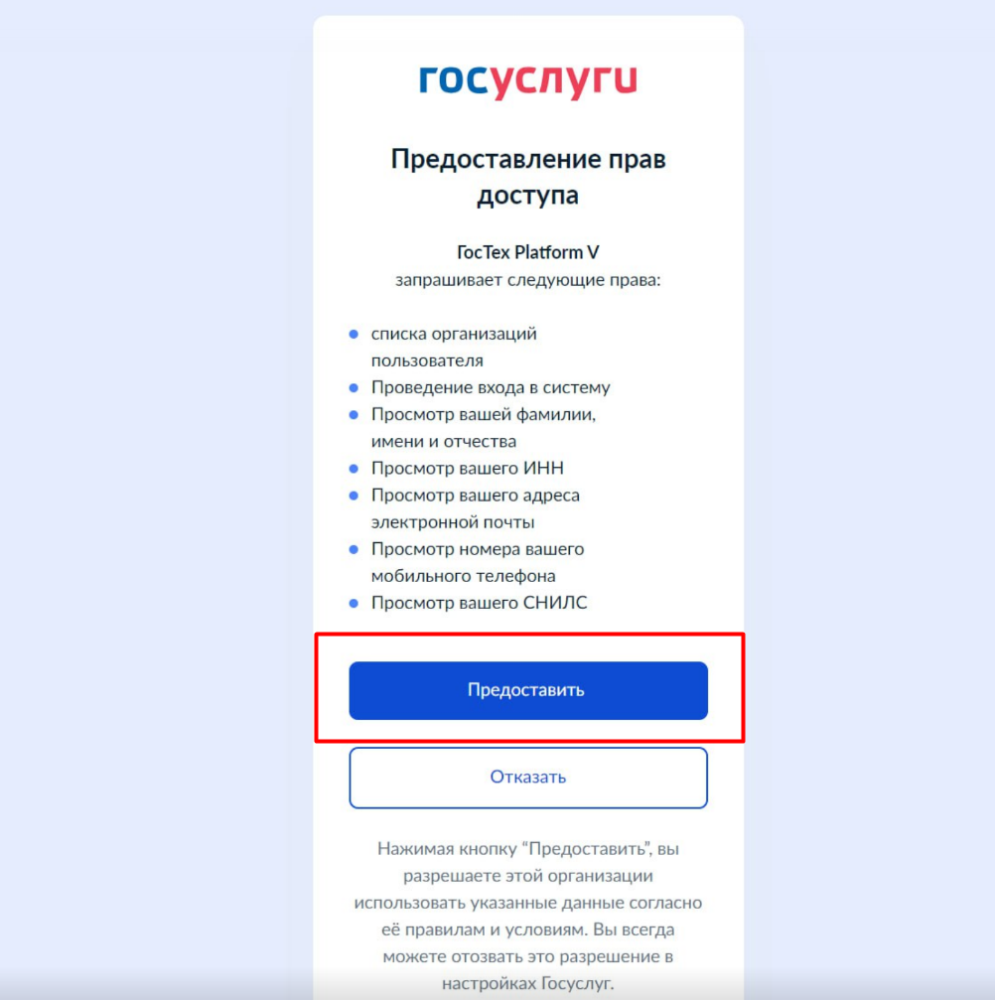 госуслуги
Предоставление прав
доступа
ГосТех Platform V
запрашивает следующие права:
списка организаций
пользователя
Проведение входа в систему
Просмотр вашей фамилии,
имени и отчества
Просмотр вашего ИНН
Просмотр вашего адреса
электронной почты
Просмотр номера вашего
мобильного телефона
Просмотр вашего СНИЛС
Предоставить
Отказать
Нажимая кнопку “Предоставить”, вы
разрешаете этой организации
использовать указанные данные согласно
её правилам и условиям. Вы всегда
можете отозвать это разрешение в
настройках Госуслуг.